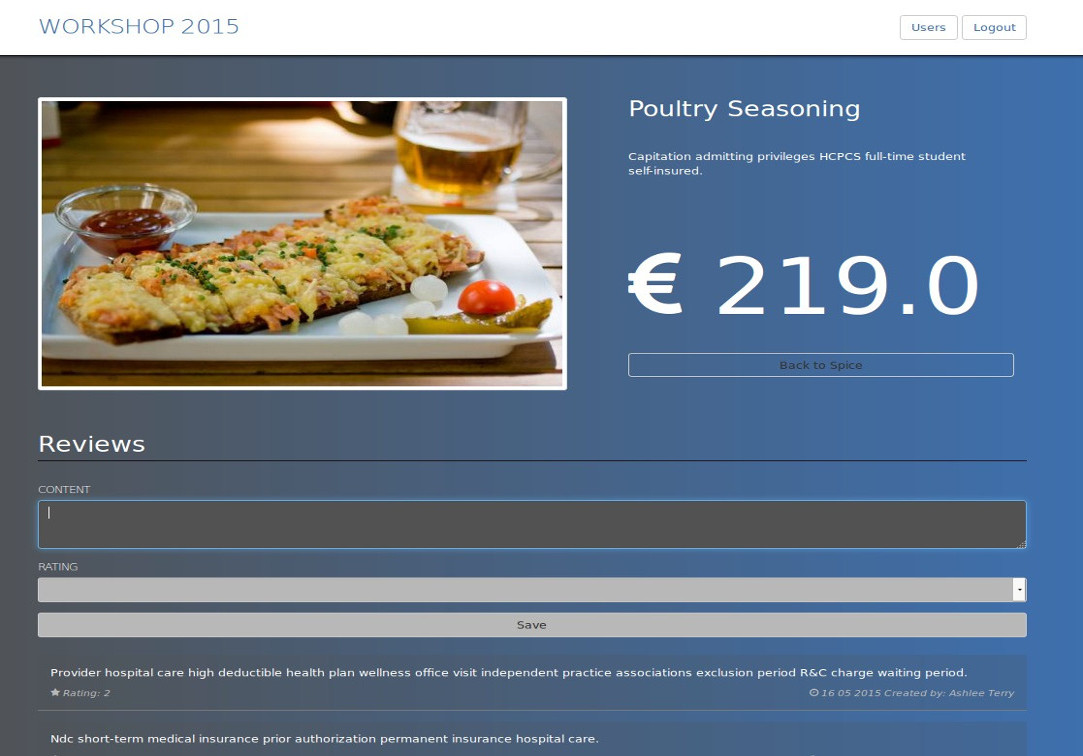 WORKSHOP 2015
Users
Logout
Poultry Seasoning
Capitation admitting privileges HCPCS full-time student
self-insured.
€ 219.0
Back to Spice
Reviews
CONTENT
RATING
Save
Provider hospital care high deductible health plan wellness office visit independent practice associations exclusion period R&C charge waiting period.
Rating: 2
16 05 2015 Created by: Ashlee Terry
Ndc short-term medical insurance prior authorization permanent insurance hospital care.